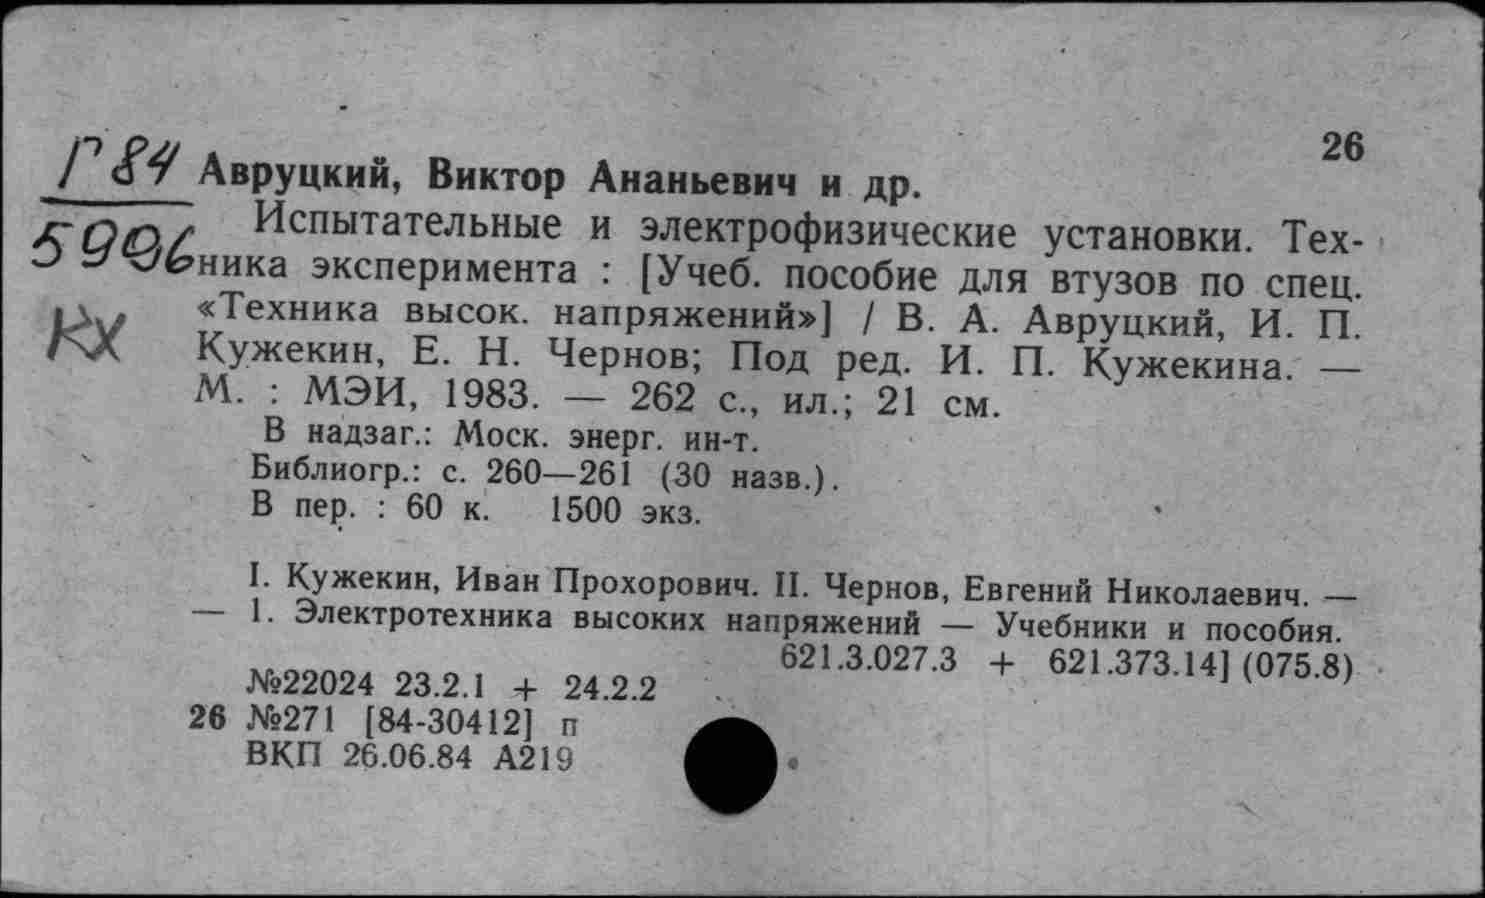 26
Г84 Авруцкий, Виктор Ананьевич и др.
Испытательные и электрофизические установки. Тех-
5996 ника эксперимента : [Учеб. пособие для втузов по спец.
кх «Техника высок. напряжений»] / В. А. Авруцкий, И. П.
Кужекин, Е. Н. Чернов; Под ред. И. П. Кужекина. —
М. : МЭИ, 1983. — 262 с., ил.; 21 см.
В надзаг.: Моск. энерг. ин-т.
Библиогр.: с. 260—261 (30 назв.).
В пер. : 60 к. 1500 экз.
I. Кужекин, Иван Прохорович. II. Чернов, Евгений Николаевич. —
— 1. Электротехника высоких напряжений — Учебники и пособия.
621.3.027.3 + 621.373.14] (075.8)
№22024 23.2.1 + 24.2.2
26 №271 [84-30412] п
ВКП 26.06.84 А219